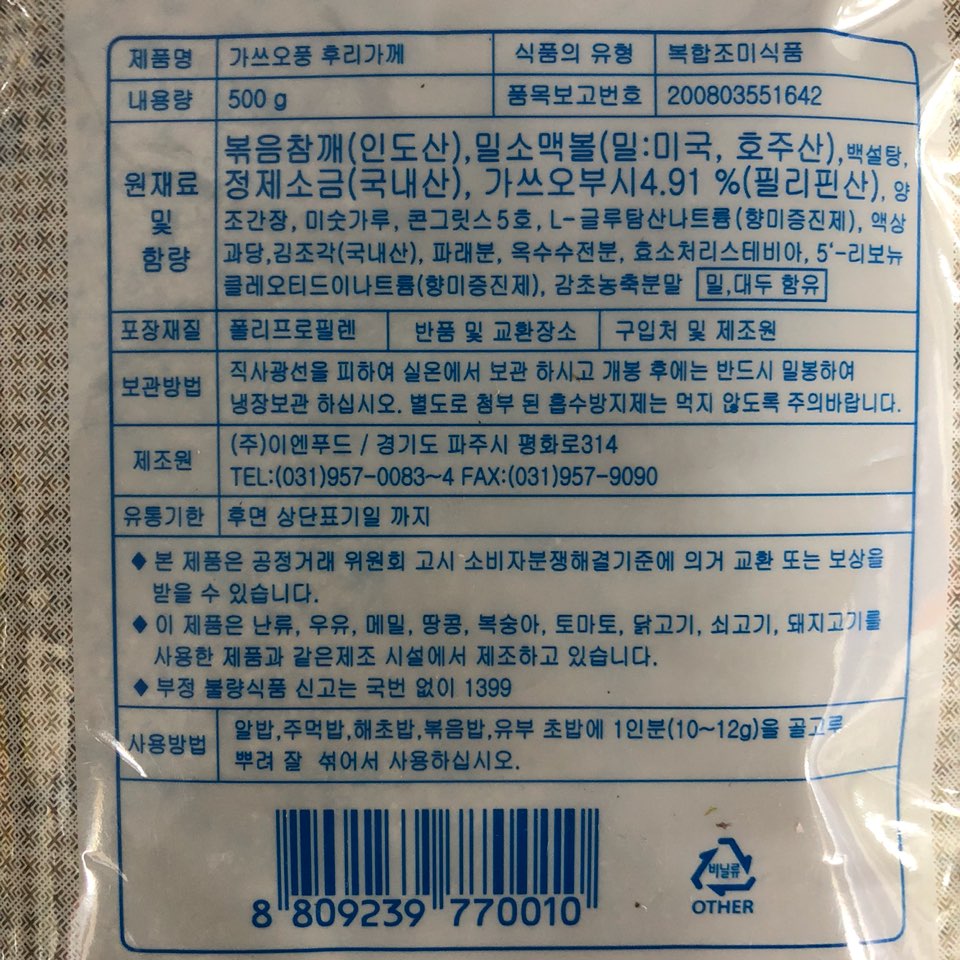 제품명 가쓰오풍 후리가께 식품의 유형 복합조미식품
내용량 500 g 품목보고번호 200803551642
원재료 및 함량
볶음참깨(인도산),밀소맥볼(밀:미국, 호주산),백설탕,
정제소금(국내산), 가쓰오부시4.91 %(필리핀산), 양
조간장, 미숫가루, 콘그릿스5호, L-글루탐산나트륨(향미증진제), 액상
과당,김조각(국내산), 파래분, 옥수수전분, 효소처리스테비아, 5'-리보뉴
클레오티드이나트륨(향미증진제), 감초농축분말 밀,대두 함유
포장재질 폴리프로필렌 반품 및 교환장소 구입처 및 제조원
보관방법
직사광선을 피하여 실온에서 보관 하시고 개봉 후에는 반드시 밀봉하여
냉장보관 하십시오. 별도로 첨부 된 흡수방지제는 먹지 않도록 주의바랍니다.
제조원
(주)이엔푸드 / 경기도 파주시 평화로314
TEL:(031)957-0083~4 FAX:(031)957-9090
유통기한 후면 상단표기일 까지
◆ 본 제품은 공정거래 위원회 고시 소비자분쟁해결기준에 의거 교환 또는 보상을
받을 수 있습니다.
◆ 이 제품은 난류, 우유, 메밀, 땅콩, 복숭아, 토마토, 닭고기, 쇠고기, 돼지고기를
사용한 제품과 같은제조 시설에서 제조하고 있습니다.
◆ 부정 불량식품 신고는 국번 없이 1399
사용방법
알밥,주먹밥,해초밥,볶음밥,유부 초밥에 1인분(10~12g)을 골고루
뿌려 잘 섞어서 사용하십시오.
8 809239 770010
비닐류
OTHER